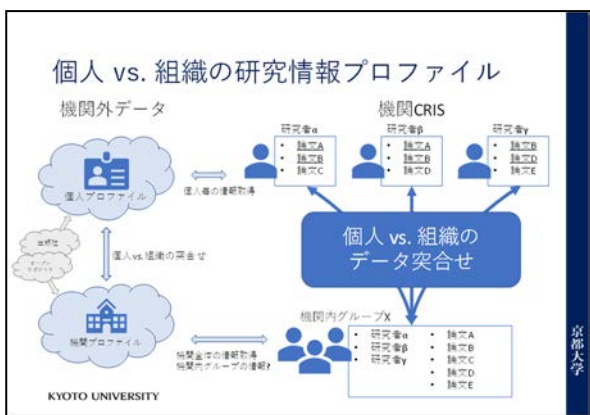 個人 vs. 組織の研究情報プロファイル
機関外データ
機関CRIS
研究者α
• 論文A
• 論文B
• 論文C
研究者β
• 論文A
• 論文B
• 論文D
研究者γ
• 論文B
• 論文D
• 論文E
個人プロファイル
個人毎の情報取得
出版社
個人vs.組織の突合せ
個人 vs. 組織の
データ突合せ
機関プロファイル
機関全体の情報取得
機関内グループの情報?
機関内グループX
• 研究者α
• 研究者β
• 研究者γ
• 論文A
• 論文B
• 論文C
• 論文D
• 論文E
KYOTO UNIVERSITY
京都大学